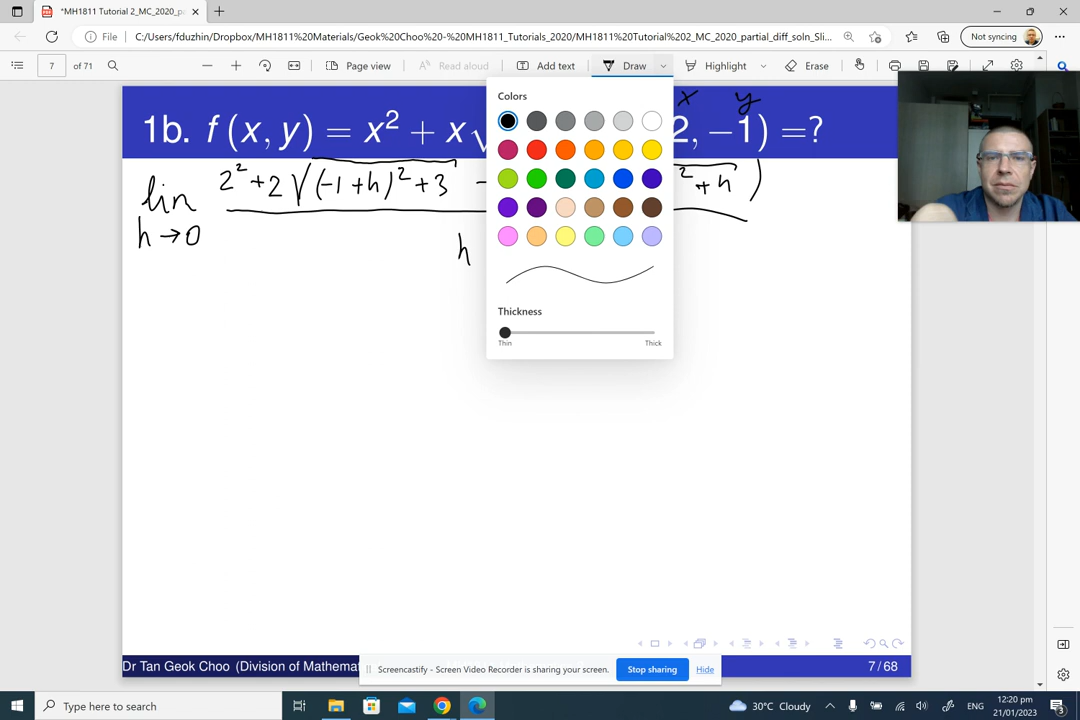 *MH1811 Tutorial 2_MC_2020_par
File
C:/Users/fduzhin/Dropbox/MH1811%20Materials/Geok%20Choo%20-%20MH1811_Tutorials_2020/MH1811%20Tutorial%202_MC_2020_partial_diff_soln_Sli...
Not syncing
7 of 71
Page view
Read aloud
Add text
Draw
Highlight
Erase
x y
1b. f(x, y) = x² + x√ 2, −1) =?
lim h→0
2² + 2 √(-1 + h)² + 3 −
² + h )
h
Colors
Thickness
Thin
Thick
Dr Tan Geok Choo (Division of Mathema
7 / 68
Screencastify - Screen Video Recorder is sharing your screen.
Stop sharing
Hide
Type here to search
30°C Cloudy
ENG
12:20 pm
21/01/2023
3